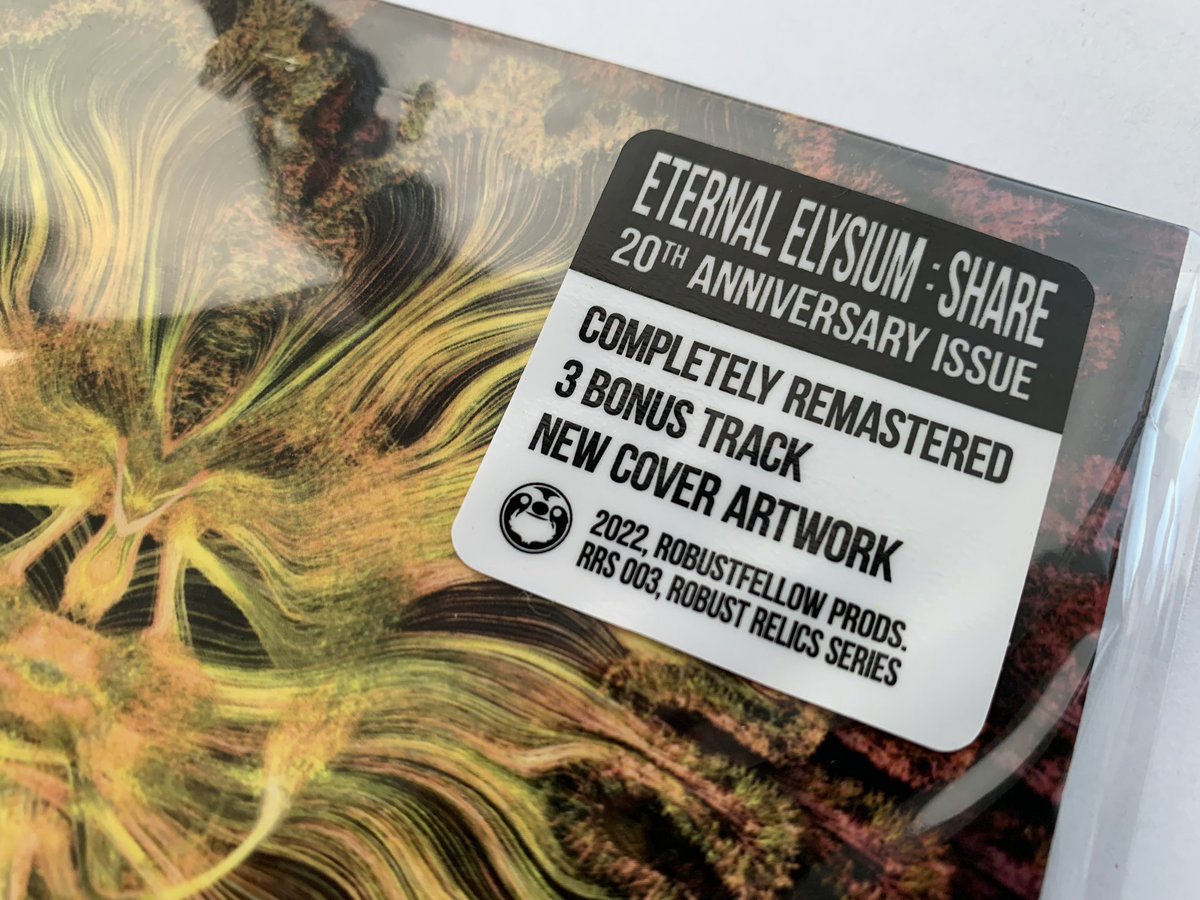 ETERNAL ELYSIUM : SHARE
20TH ANNIVERSARY ISSUE
COMPLETELY REMASTERED
3 BONUS TRACK
NEW COVER ARTWORK
2022, ROBUSTFELLOW PRODS.
RRS 003, ROBUST RELICS SERIES